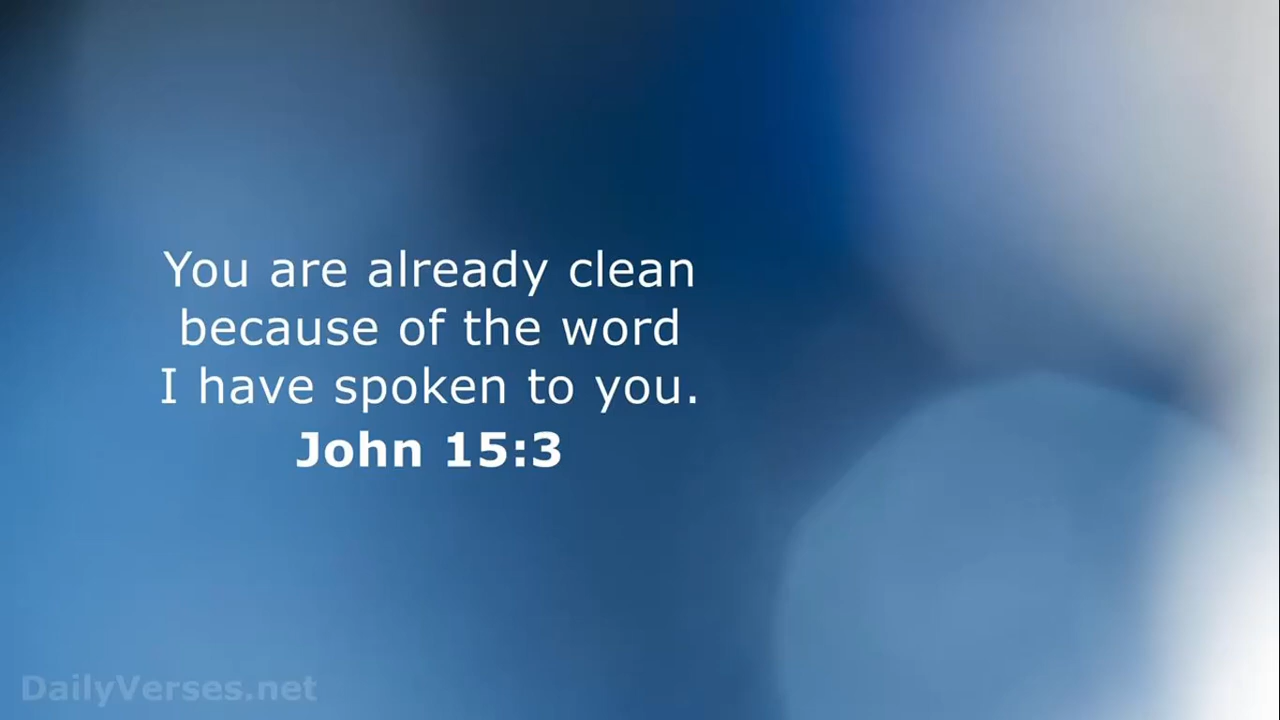 You are already clean
because of the word
I have spoken to you.
John 15:3
DailyVerses.net